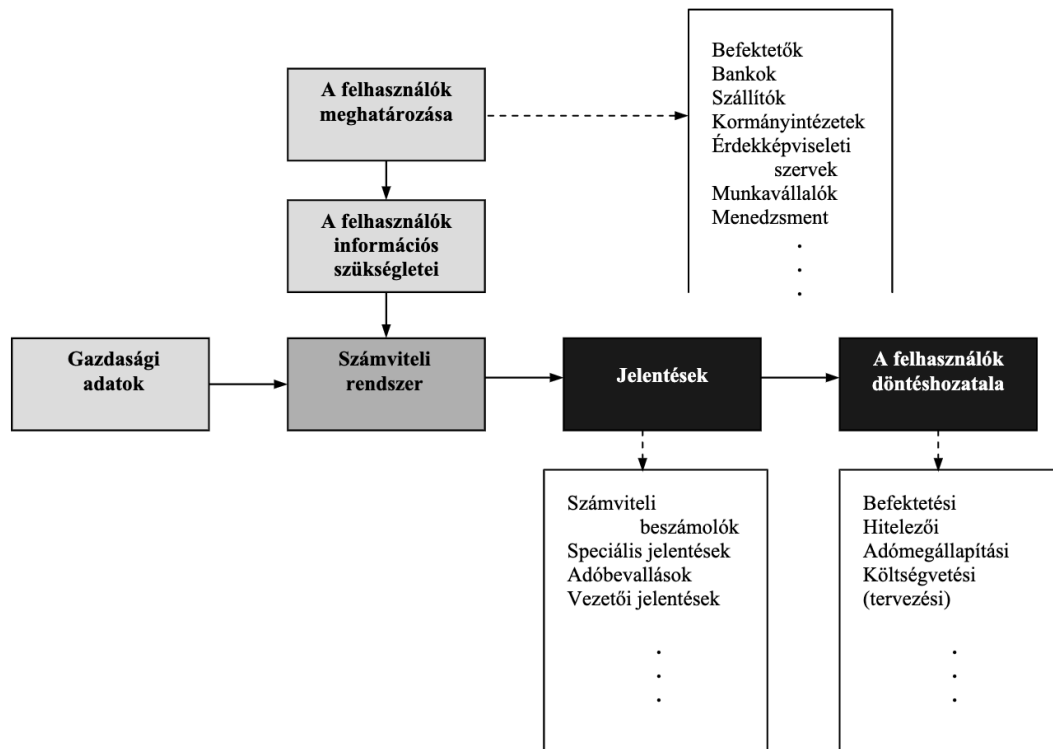 Befektetők
Bankok
Szállítók
Kormányintézetek
Érdekképviseleti
szervek
Munkavállalók
Menedzsment
.
.
.
A felhasználók
meghatározása
A felhasználók
információs
szükségletei
Gazdasági
adatok
Számviteli
rendszer
Jelentések
A felhasználók
döntéshozatala
Számviteli
beszámolók
Speciális jelentések
Adóbevallások
Vezetői jelentések
.
.
.
Befektetési
Hitelezői
Adómegállapítási
Költségvetési
(tervezési)
.
.
.